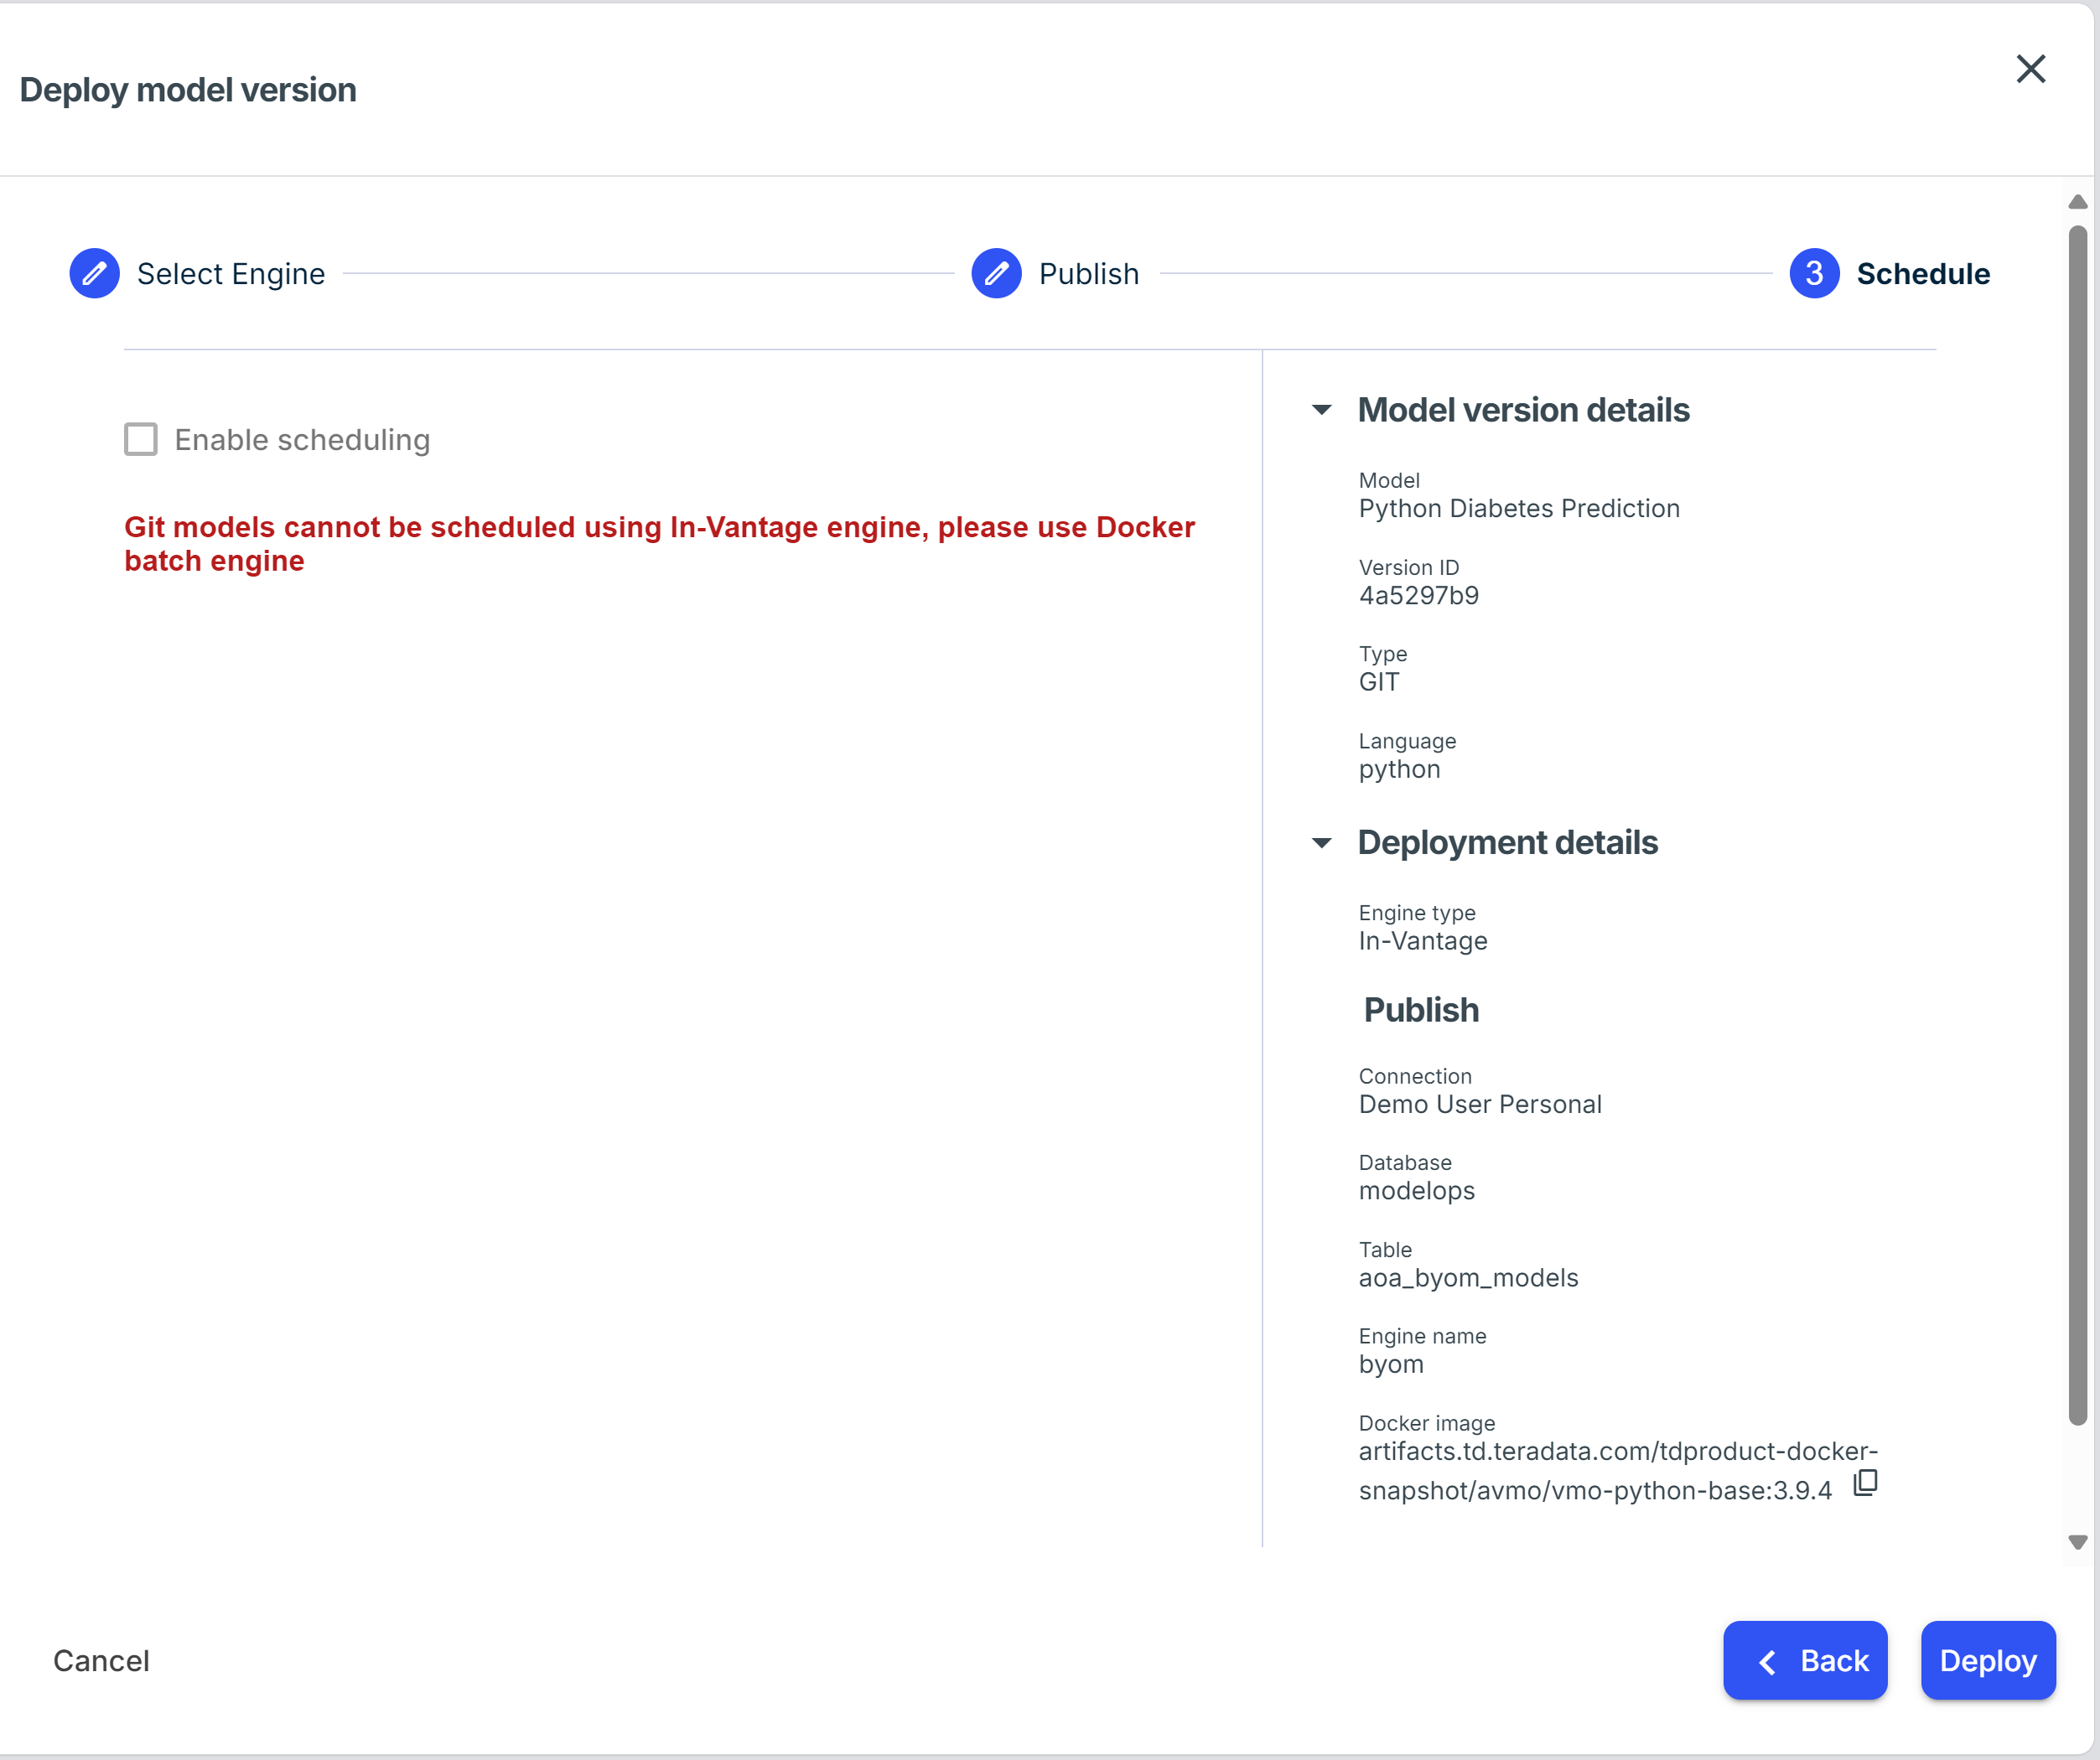 Deploy model version
Select Engine
Publish
3 Schedule
Enable scheduling
Git models cannot be scheduled using In-Vantage engine, please use Docker
batch engine
Model version details
Model
Python Diabetes Prediction
Version ID
4a5297b9
Type
GIT
Language
python
Deployment details
Engine type
In-Vantage
Publish
Connection
Demo User Personal
Database
modelops
Table
aoa_byom_models
Engine name
byom
Docker image
artifacts.td.teradata.com/tdproduct-docker-
snapshot/avmo/vmo-python-base:3.9.4
Cancel
Back
Deploy